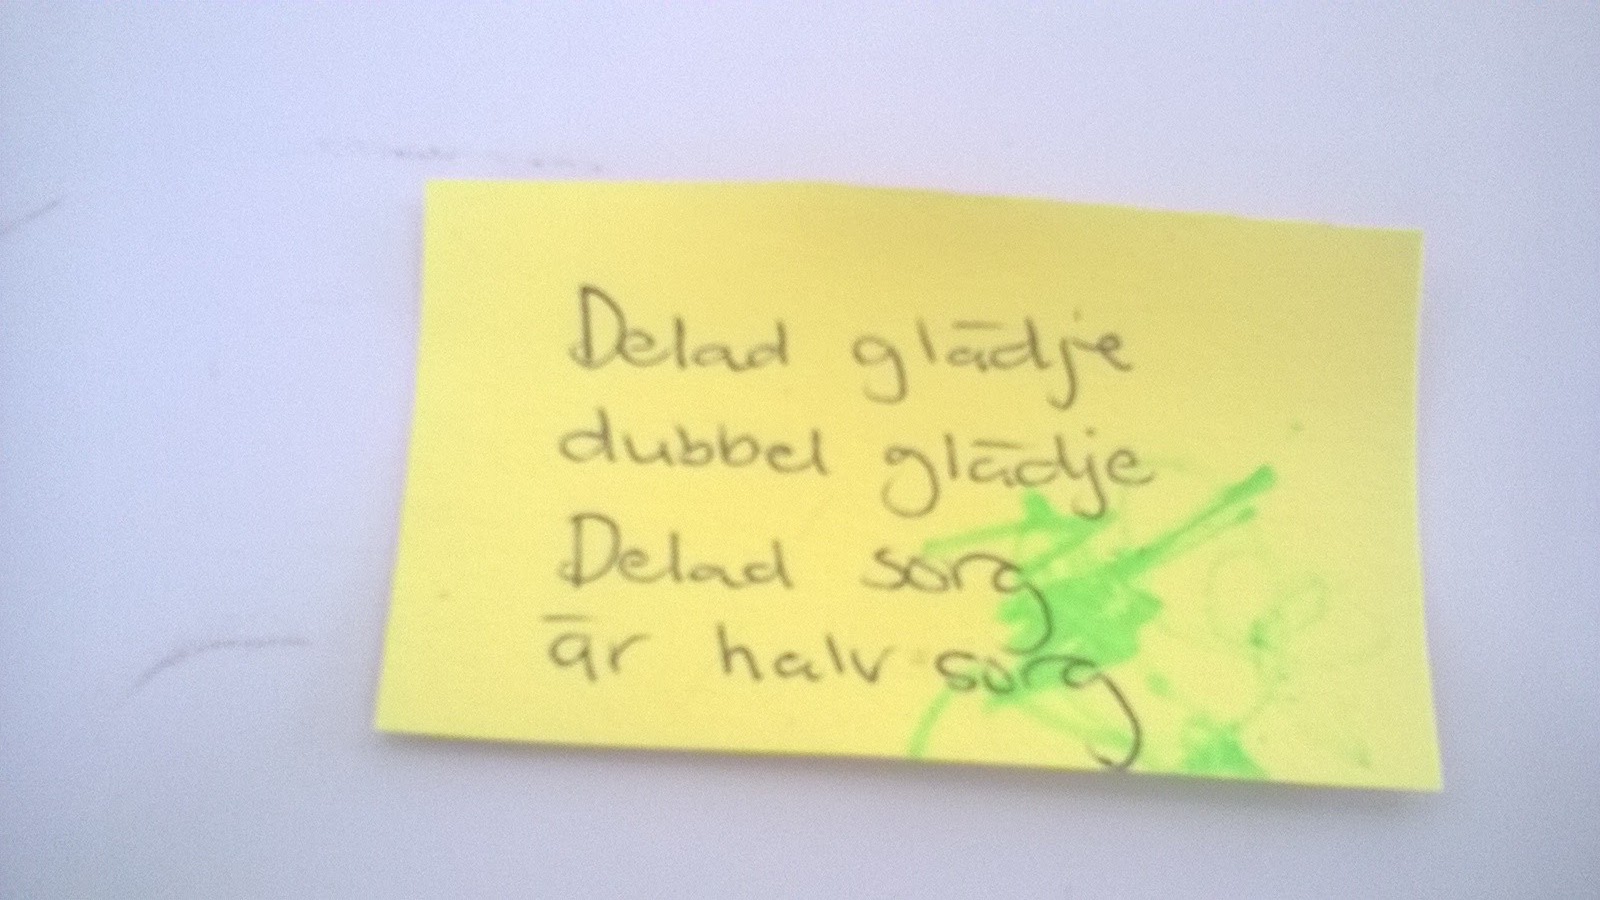 Delad glädje
dubbel glädje
Delad sorg
är halv sorg